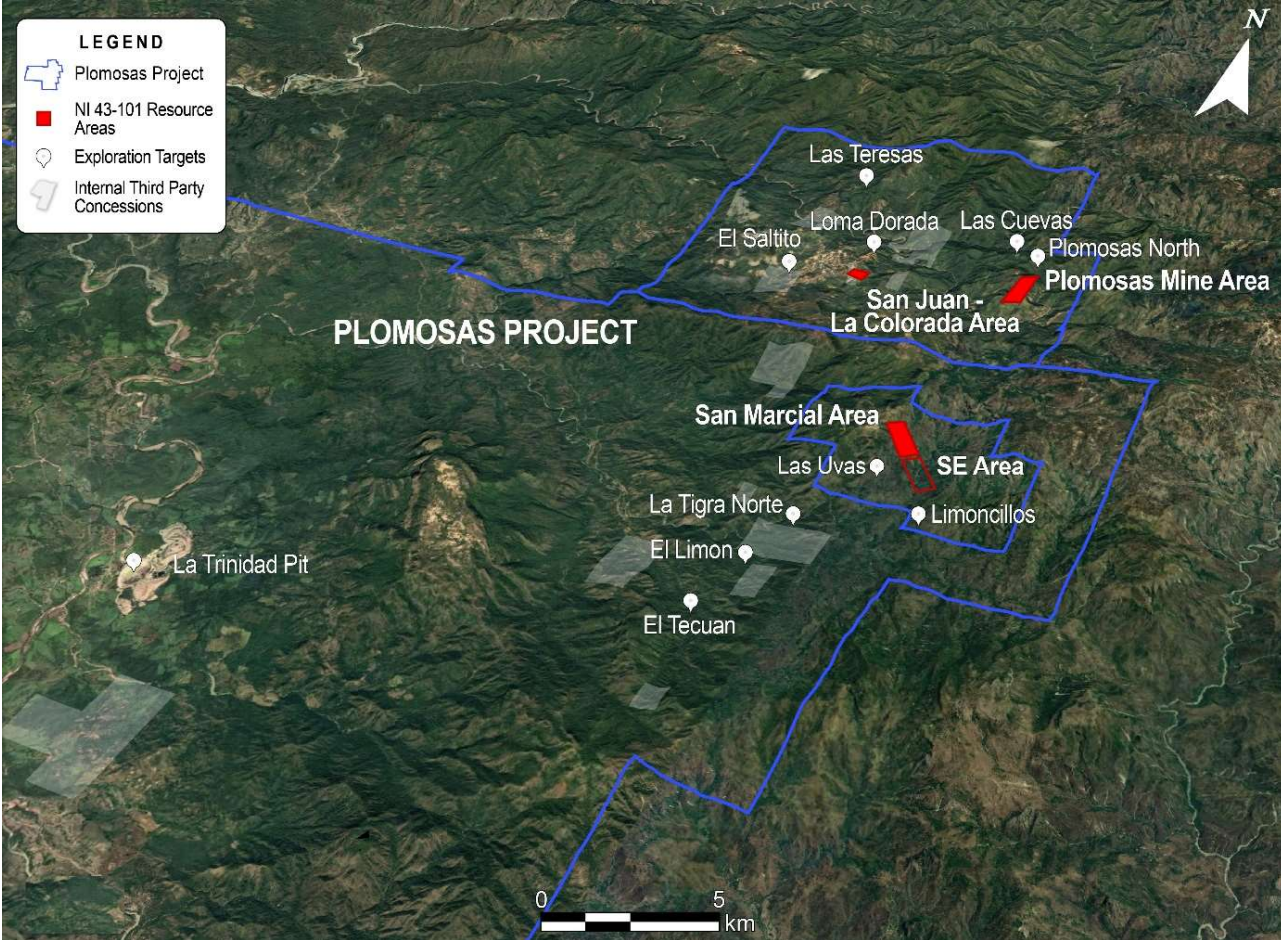 LEGEND
Plomosas Project
NI 43-101 Resource
Areas
Exploration Targets
Internal Third Party
Concessions
N
Las Teresas
Loma Dorada
Las Cuevas
El Saltito
Plomosas North
Plomosas Mine Area
San Juan -
La Colorada Area
PLOMOSAS PROJECT
San Marcial Area
Las Uvas
SE Area
La Tigra Norte
Limoncillos
El Limon
La Trinidad Pit
El Tecuan
0 5
km